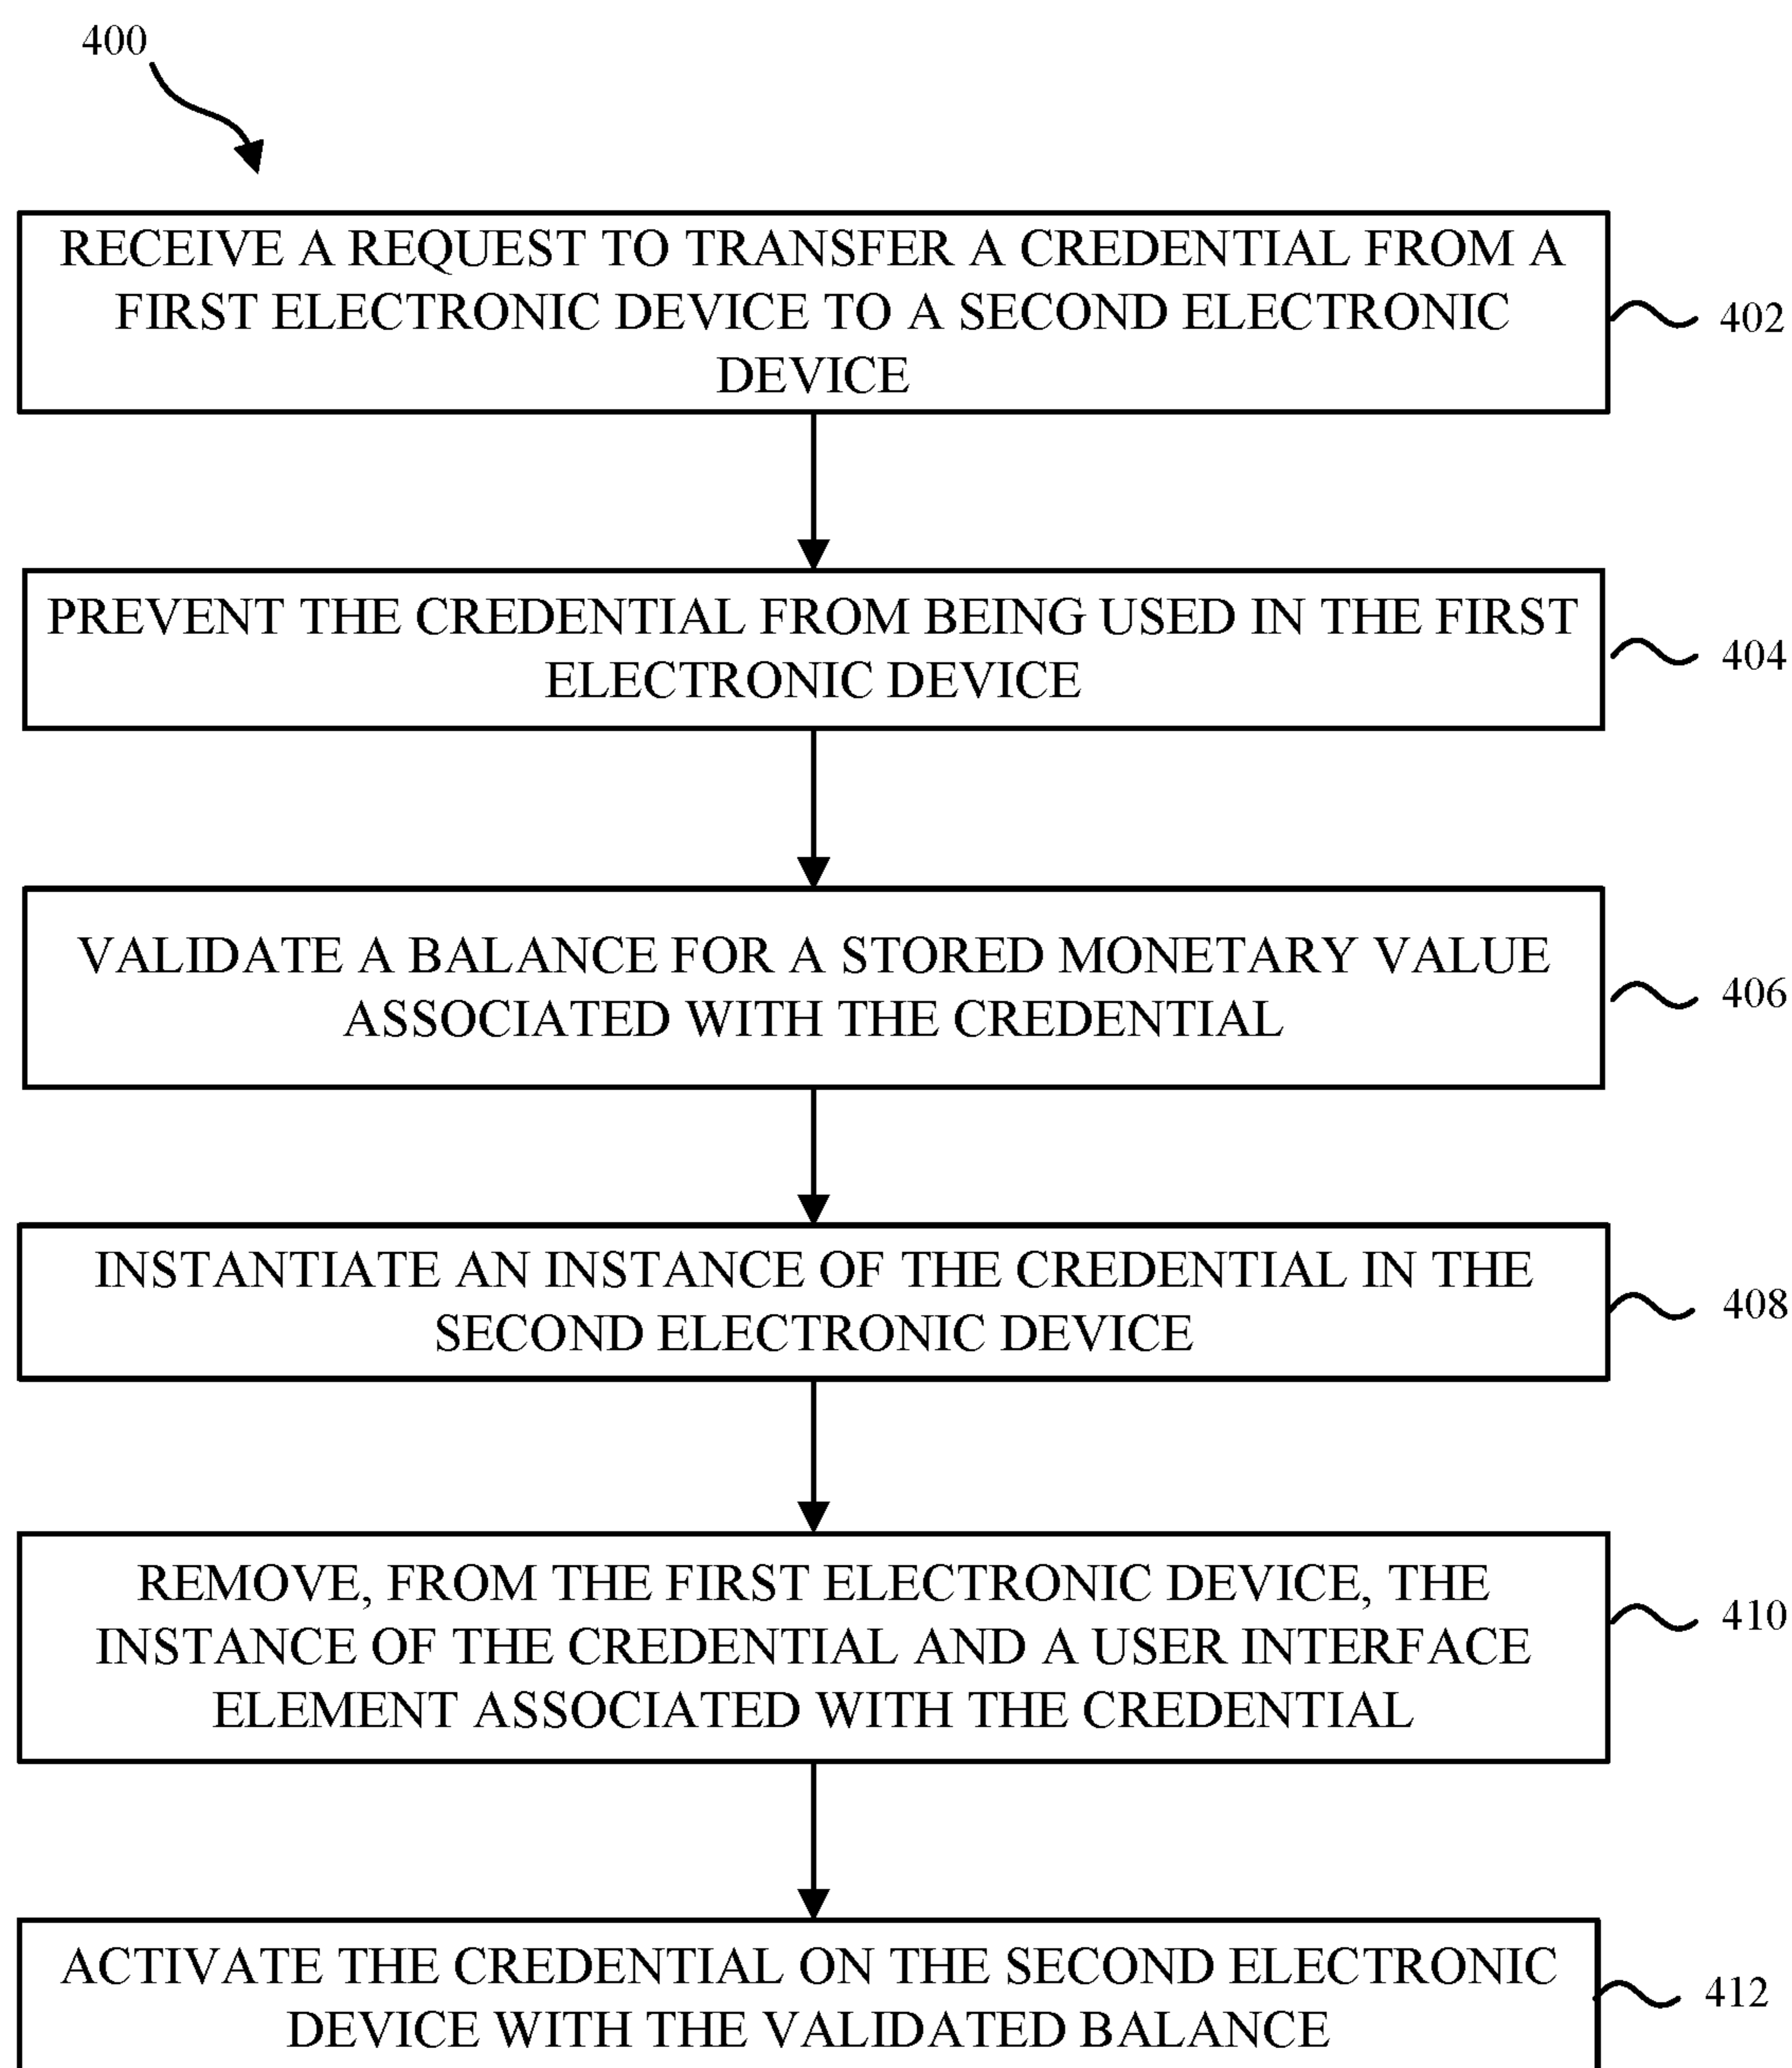 400
RECEIVE A REQUEST TO TRANSFER A CREDENTIAL FROM A
FIRST ELECTRONIC DEVICE TO A SECOND ELECTRONIC
DEVICE
402
PREVENT THE CREDENTIAL FROM BEING USED IN THE FIRST
ELECTRONIC DEVICE
404
VALIDATE A BALANCE FOR A STORED MONETARY VALUE
ASSOCIATED WITH THE CREDENTIAL
406
INSTANTIATE AN INSTANCE OF THE CREDENTIAL IN THE
SECOND ELECTRONIC DEVICE
408
REMOVE, FROM THE FIRST ELECTRONIC DEVICE, THE
INSTANCE OF THE CREDENTIAL AND A USER INTERFACE
ELEMENT ASSOCIATED WITH THE CREDENTIAL
410
ACTIVATE THE CREDENTIAL ON THE SECOND ELECTRONIC
DEVICE WITH THE VALIDATED BALANCE
412